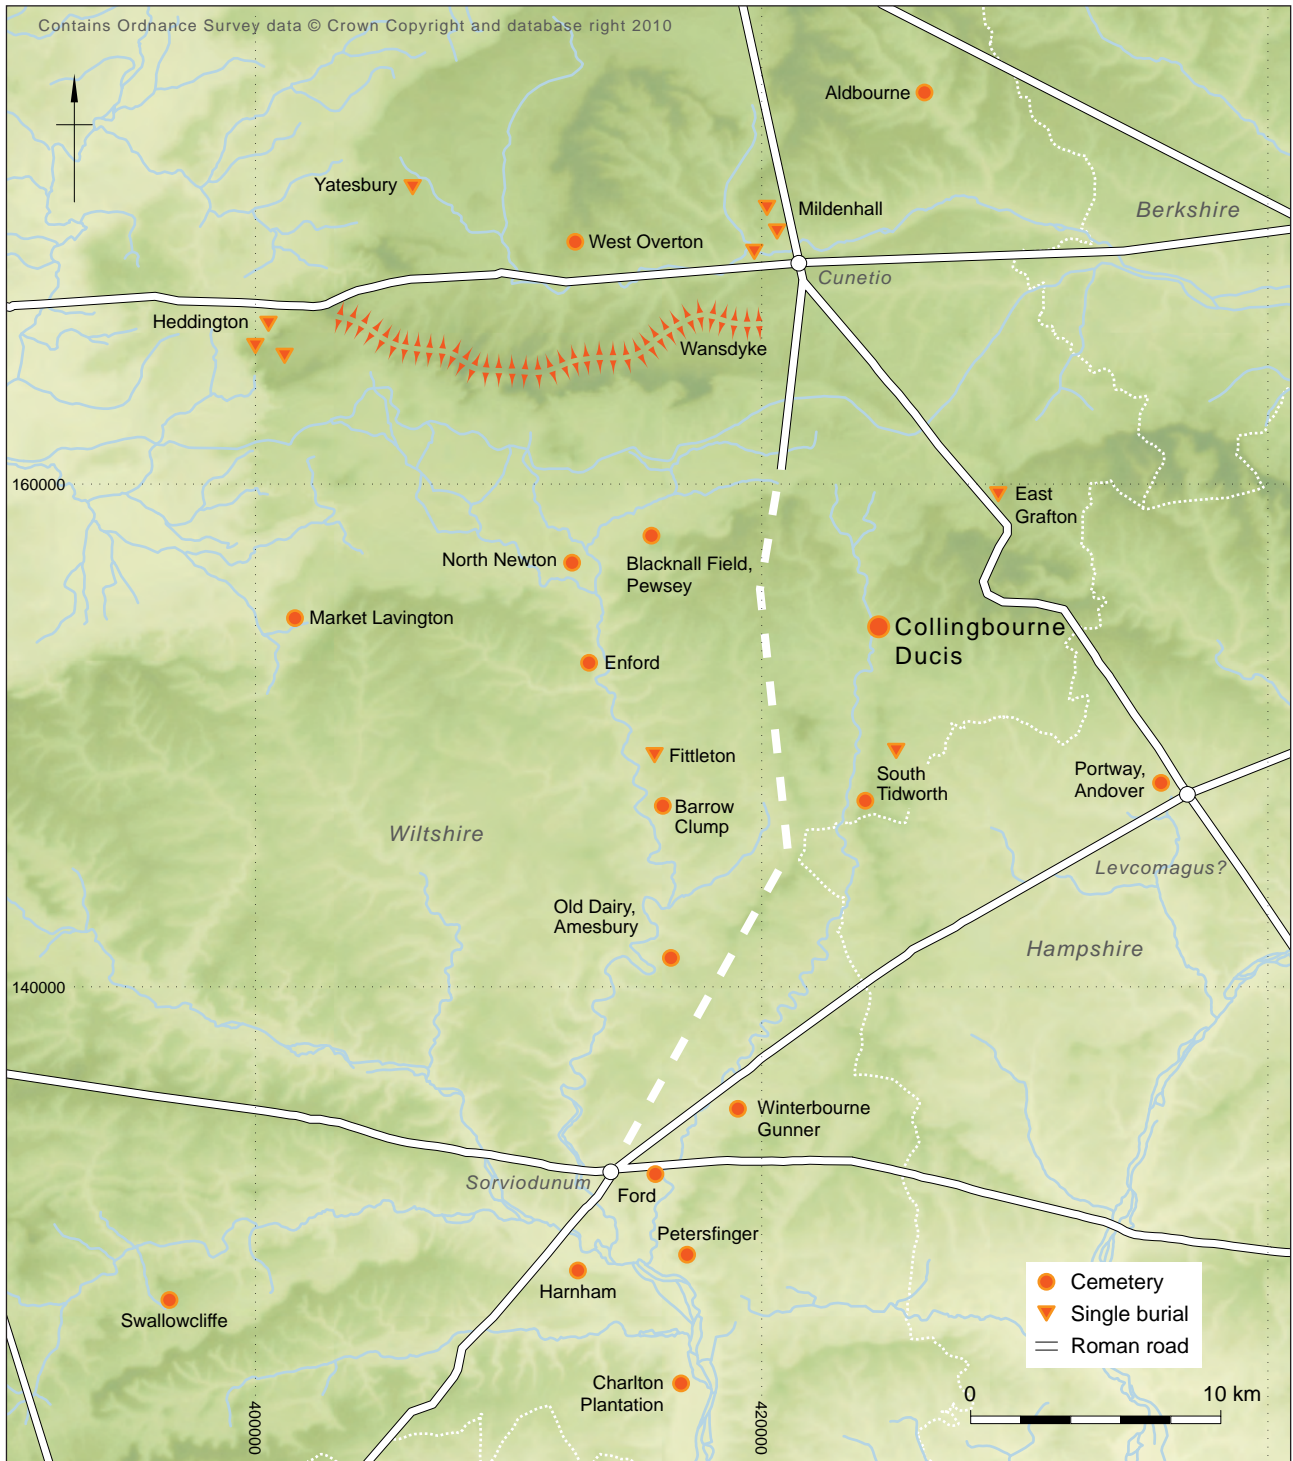 Contains Ordnance Survey data © Crown Copyright and database right 2010
Aldbourne
Yatesbury
Mildenhall
Berkshire
West Overton
Cunetio
Heddington
Wansdyke
160000
East
Grafton
North Newton
Blacknall Field,
Pewsey
Market Lavington
Collingbourne
Ducis
Enford
Fittleton
South
Tidworth
Portway,
Andover
Barrow
Clump
Wiltshire
Levcomagus?
Old Dairy,
Amesbury
Hampshire
140000
Winterbourne
Gunner
Sorviodunum
Ford
Petersfinger
Harnham
Swallowcliffe
Cemetery
Single burial
Roman road
Charlton
Plantation
0
10 km
400000
420000